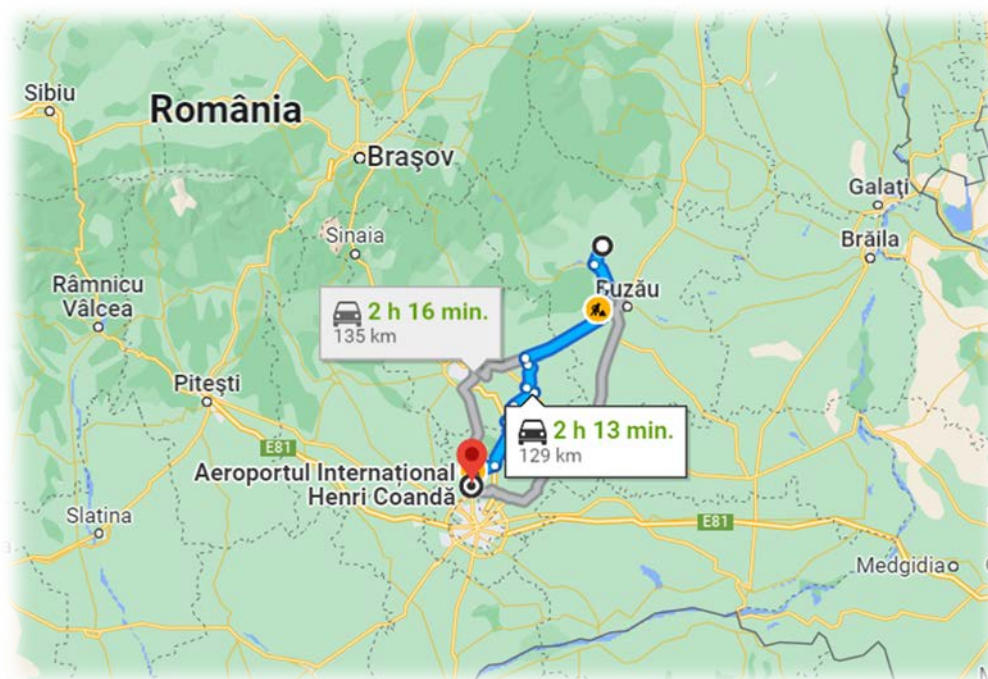 Sibiu
România
Brașov
Galați
Sinaia
Brăila
Buzău
Râmnicu
Vâlcea
2 h 16 min.
135 km
Pitești
2 h 13 min.
129 km
E81
Aeroportul Internațional
Henri Coandă
Slatina
E81
Medgidia